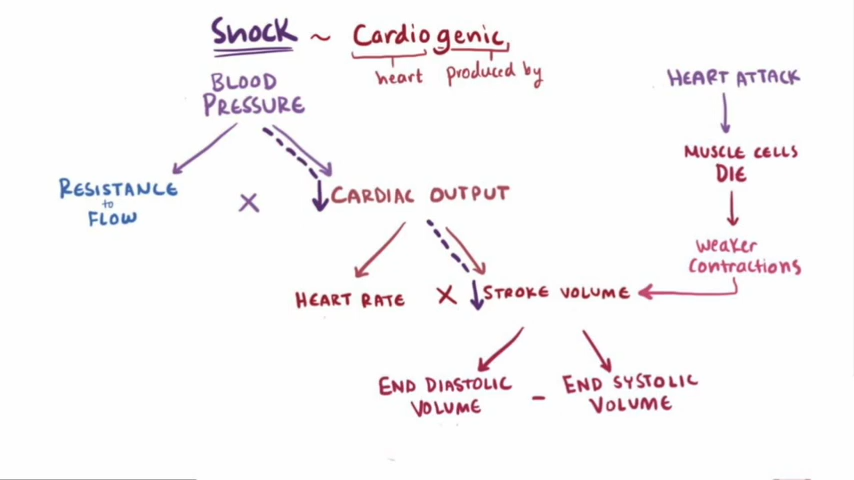 Shock ~ Cardiogenic
heart produced by
BLOOD
PRESSURE
HEART ATTACK
MUSCLE CELLS
DIE
RESISTANCE
to
FLOW
X
↓ CARDIAC OUTPUT
Weaker
Contractions
HEART RATE X ↓ STROKE VOLUME
END DIASTOLIC
VOLUME
-
END SYSTOLIC
VOLUME